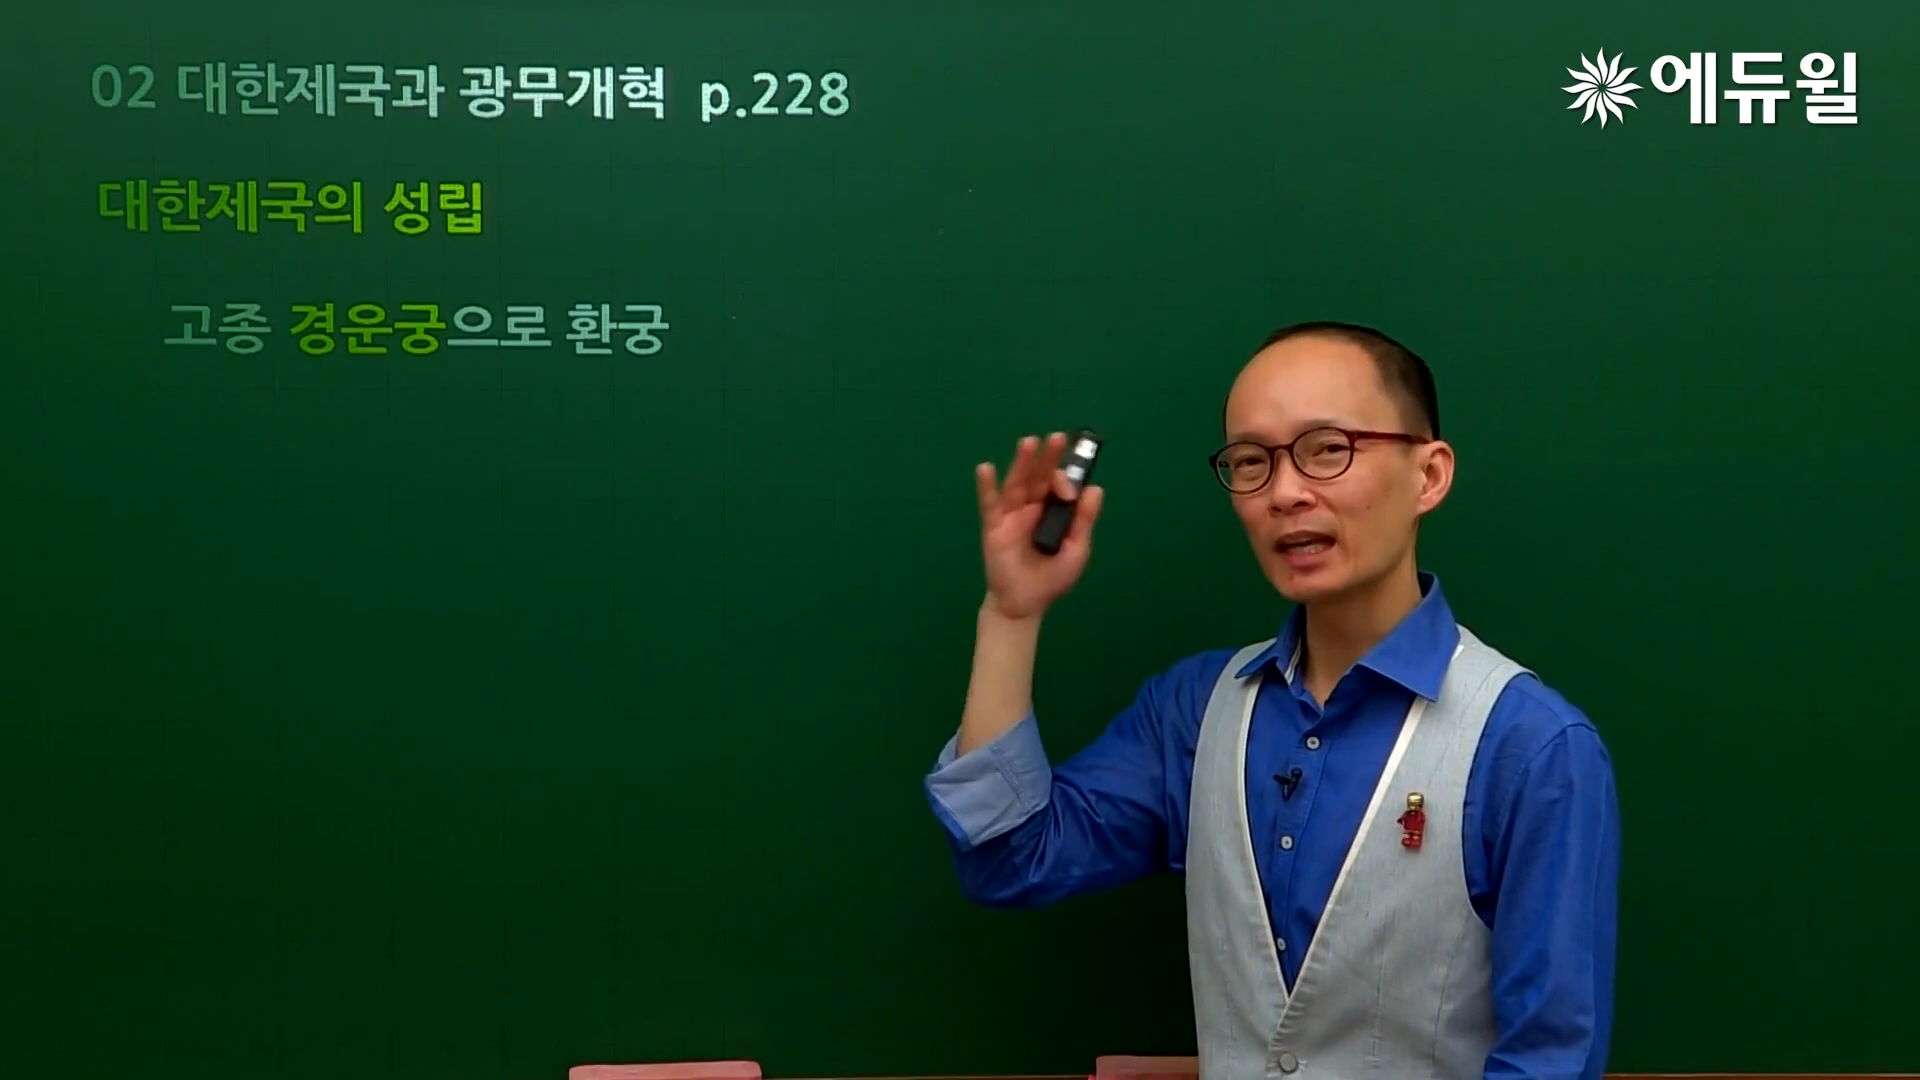 02 대한제국과 광무개혁 p.228
에듀윌
대한제국의 성립
고종 경운궁으로 환궁